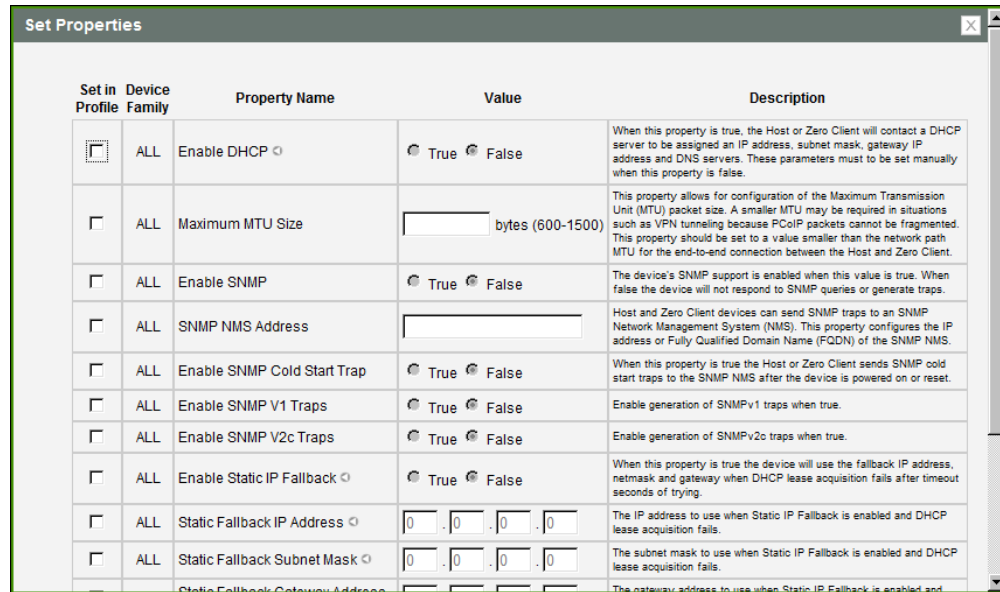 Set Properties
X
Set in Profile
Device Family
Property Name
Value
Description
ALL
Enable DHCP
True False
When this property is true, the Host or Zero Client will contact a DHCP
server to be assigned an IP address, subnet mask, gateway IP
address and DNS servers. These parameters must to be set manually
when this property is false.
ALL
Maximum MTU Size
bytes (600-1500)
This property allows for configuration of the Maximum Transmission
Unit (MTU) packet size. A smaller MTU may be required in situations
such as VPN tunneling because PCoIP packets cannot be fragmented.
This property should be set to a value smaller than the network path
MTU for the end-to-end connection between the Host and Zero Client.
ALL
Enable SNMP
True False
The device's SNMP support is enabled when this value is true. When
false the device will not respond to SNMP queries or generate traps.
ALL
SNMP NMS Address
Host and Zero Client devices can send SNMP traps to an SNMP
Network Management System (NMS). This property configures the IP
address or Fully Qualified Domain Name (FQDN) of the SNMP NMS.
ALL
Enable SNMP Cold Start Trap
True False
When this property is true the Host or Zero Client sends SNMP cold
start traps to the SNMP NMS after the device is powered on or reset.
ALL
Enable SNMP V1 Traps
True False
Enable generation of SNMPv1 traps when true.
ALL
Enable SNMP V2c Traps
True False
Enable generation of SNMPv2c traps when true.
ALL
Enable Static IP Fallback
True False
When this property is true the device will use the fallback IP address,
netmask and gateway when DHCP lease acquisition fails after timeout
seconds of trying.
ALL
Static Fallback IP Address
0 . 0 . 0 . 0
The IP address to use when Static IP Fallback is enabled and DHCP
lease acquisition fails.
ALL
Static Fallback Subnet Mask
0 . 0 . 0 . 0
The subnet mask to use when Static IP Fallback is enabled and DHCP
lease acquisition fails.
Static Fallback Gateway Address
The gateway address to use when Static IP Fallback is enabled and